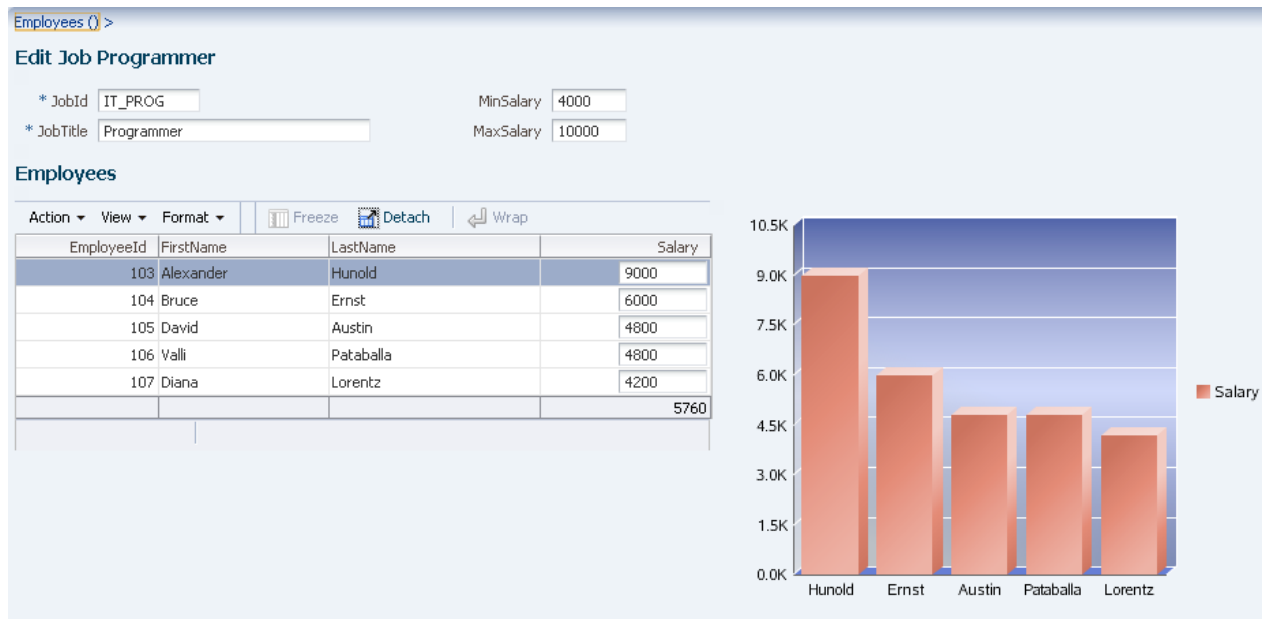 Employees () >
Edit Job Programmer
* JobId IT_PROG MinSalary 4000
* JobTitle Programmer MaxSalary 10000
Employees
Action View Format Freeze Detach Wrap
EmployeeId FirstName LastName Salary
103 Alexander Hunold 9000
104 Bruce Ernst 6000
105 David Austin 4800
106 Valli Pataballa 4800
107 Diana Lorentz 4200
5760
10.5K
9.0K
7.5K
6.0K
4.5K
3.0K
1.5K
0.0K
Hunold Ernst Austin Pataballa Lorentz
Salary